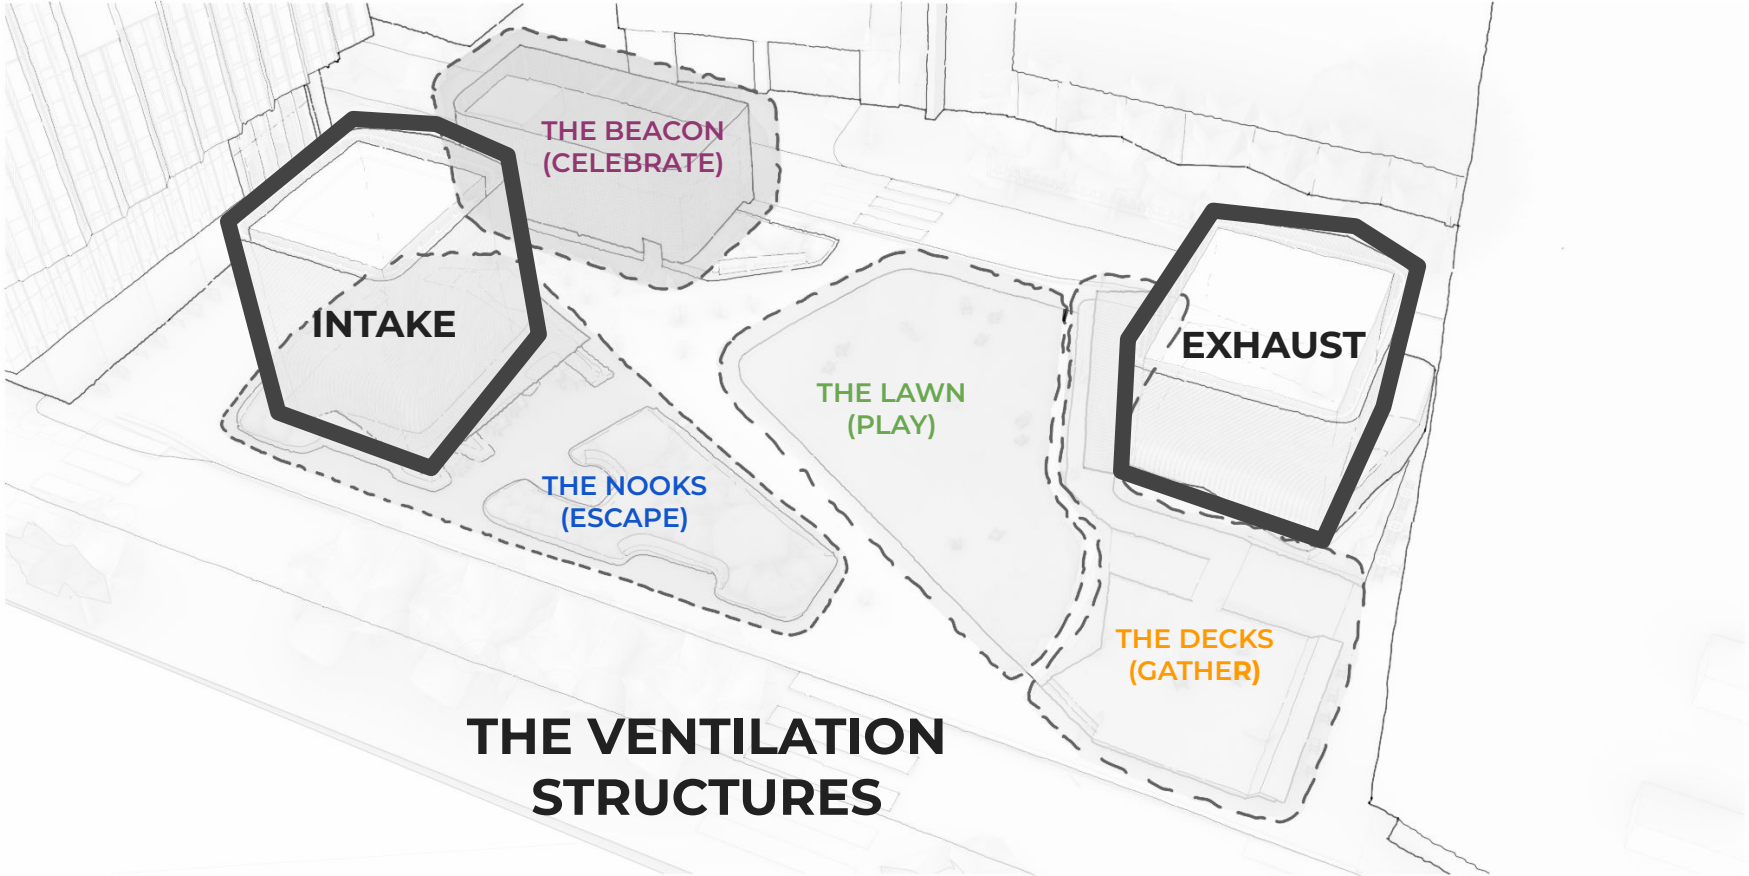 THE BEACON
(CELEBRATE)
INTAKE
EXHAUST
THE LAWN
(PLAY)
THE NOOKS
(ESCAPE)
THE DECKS
(GATHER)
THE VENTILATION
STRUCTURES